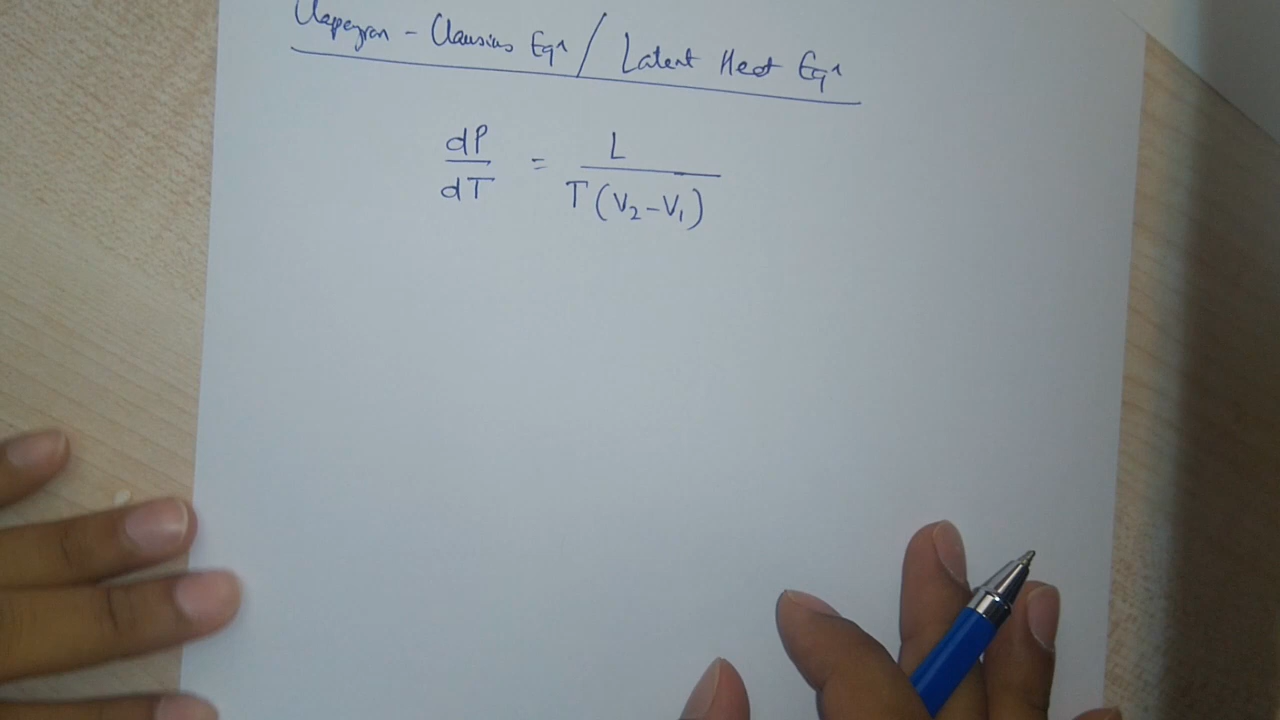 Clapeyron - Clausius Eqn / Latent Heat Eqn
dP/dT = L/T(V₂-V₁)